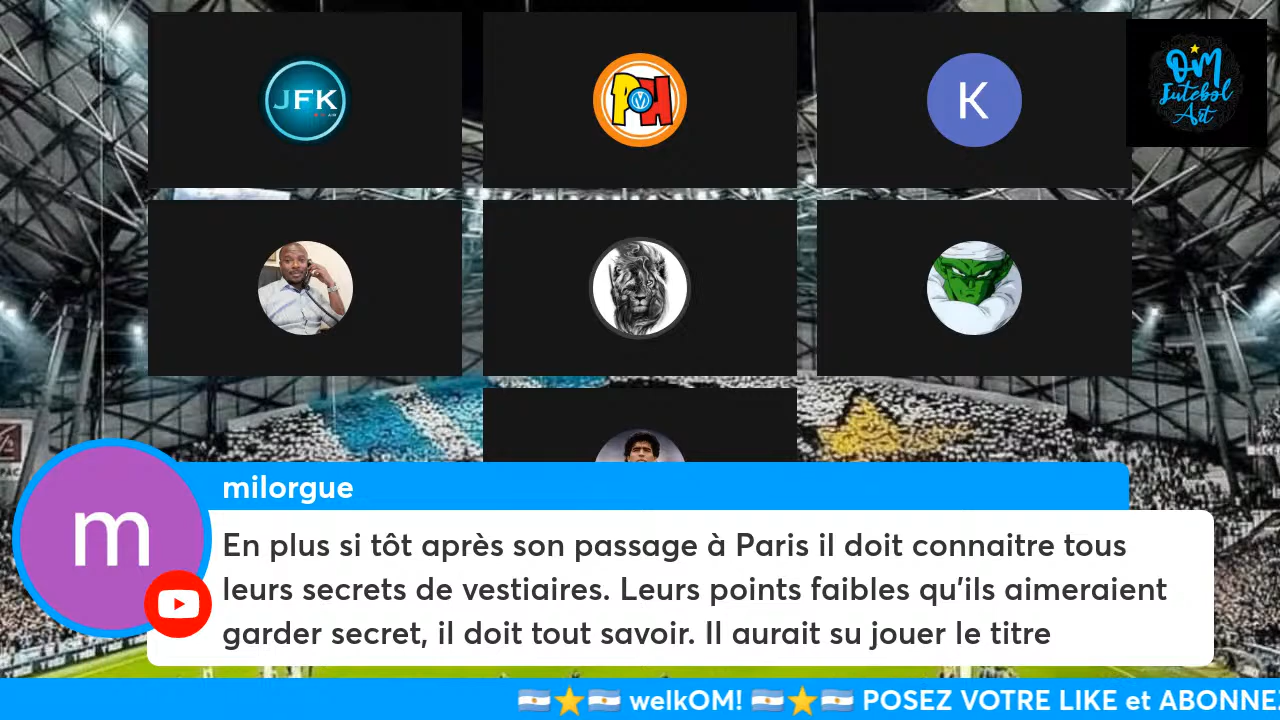 JFK
PH
K
OM
Futebol
Art
milorgue
m
En plus si tôt après son passage à Paris il doit connaitre tous
leurs secrets de vestiaires. Leurs points faibles qu'ils aimeraient
garder secret, il doit tout savoir. Il aurait su jouer le titre
welkOM! POSEZ VOTRE LIKE et ABONNEZ